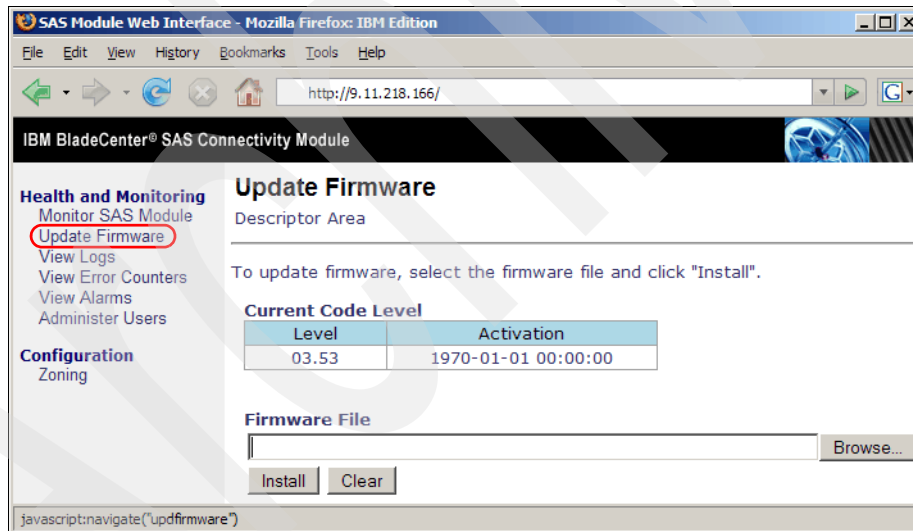 SAS Module Web Interface - Mozilla Firefox: IBM Edition
File Edit View History Bookmarks Tools Help
http://9.11.218.166/
G
IBM BladeCenter® SAS Connectivity Module
Health and Monitoring
Monitor SAS Module
Update Firmware
View Logs
View Error Counters
View Alarms
Administer Users
Configuration
Zoning
Update Firmware
Descriptor Area
To update firmware, select the firmware file and click "Install".
Current Code Level
Level Activation
03.53 1970-01-01 00:00:00
Firmware File
Browse...
Install Clear
javascript:navigate("updfirmware")